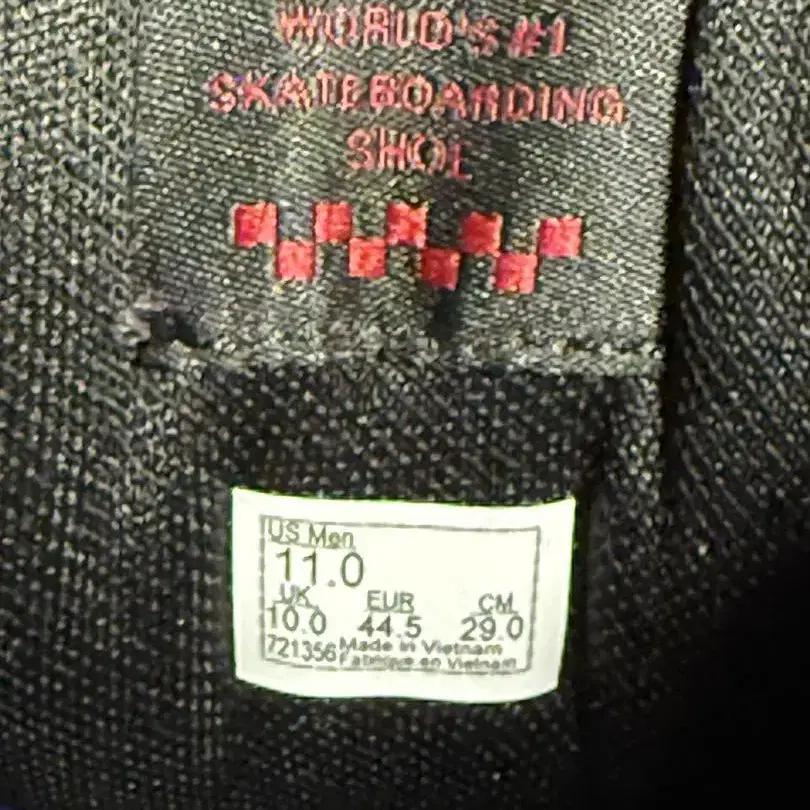 WORLD'S #1
SKATEBOARDING
SHOE
US Men
11.0
UK EUR CM
10.0 44.5 29.0
721356 Made in Vietnam
Fabriqué en Vietnam